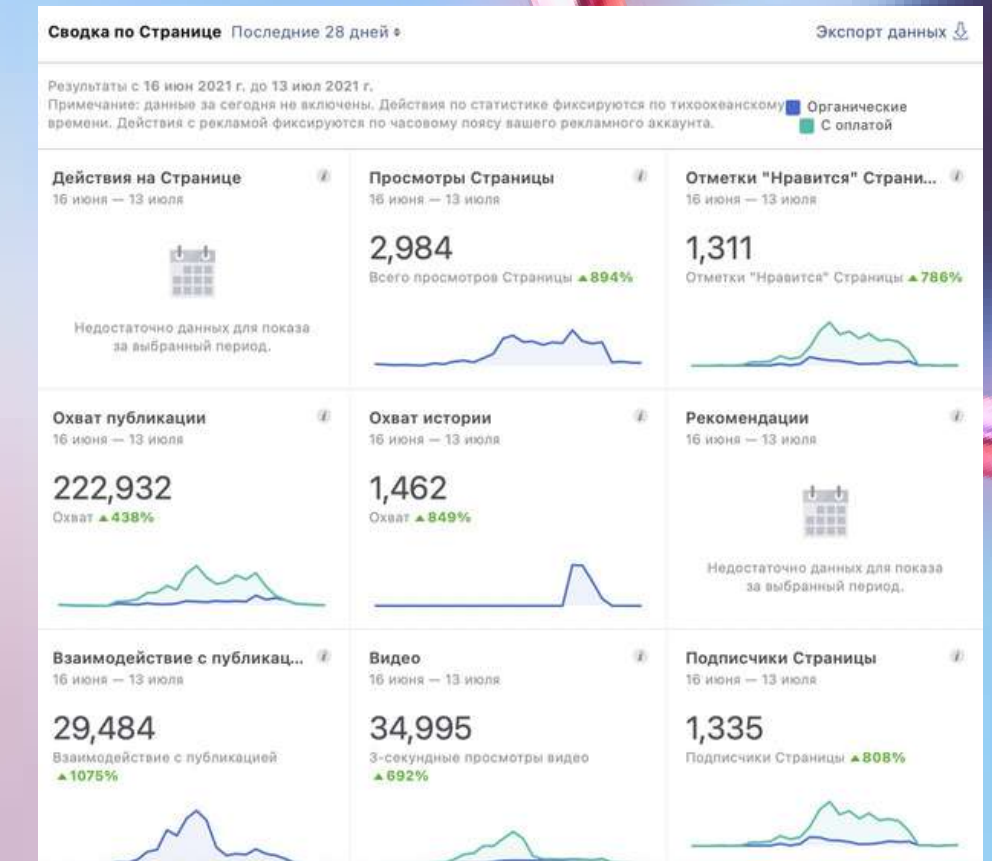 Сводка по Странице Последние 28 дней
Экспорт данных
Результаты с 16 июн 2021 г. до 13 июл 2021 г.
Примечание: данные за сегодня не включены. Действия по статистике фиксируются по тихоокеанскому
времени. Действия с рекламой фиксируются по часовому поясу вашего рекламного аккаунта.
Органические
С оплатой
Действия на Странице
16 июня — 13 июля
Недостаточно данных для показа
за выбранный период.
Просмотры Страницы
16 июня — 13 июля
2,984
Всего просмотров Страницы ▲894%
Отметки "Нравится" Страни...
16 июня — 13 июля
1,311
Отметки "Нравится" Страницы ▲786%
Охват публикации
16 июня — 13 июля
222,932
Охват ▲438%
Охват истории
16 июня — 13 июля
1,462
Охват ▲849%
Рекомендации
16 июня — 13 июля
Недостаточно данных для показа
за выбранный период.
Взаимодействие с публикац...
16 июня — 13 июля
29,484
Взаимодействие с публикацией
▲1075%
Видео
16 июня — 13 июля
34,995
3-секундные просмотры видео
▲692%
Подписчики Страницы
16 июня — 13 июля
1,335
Подписчики Страницы ▲808%